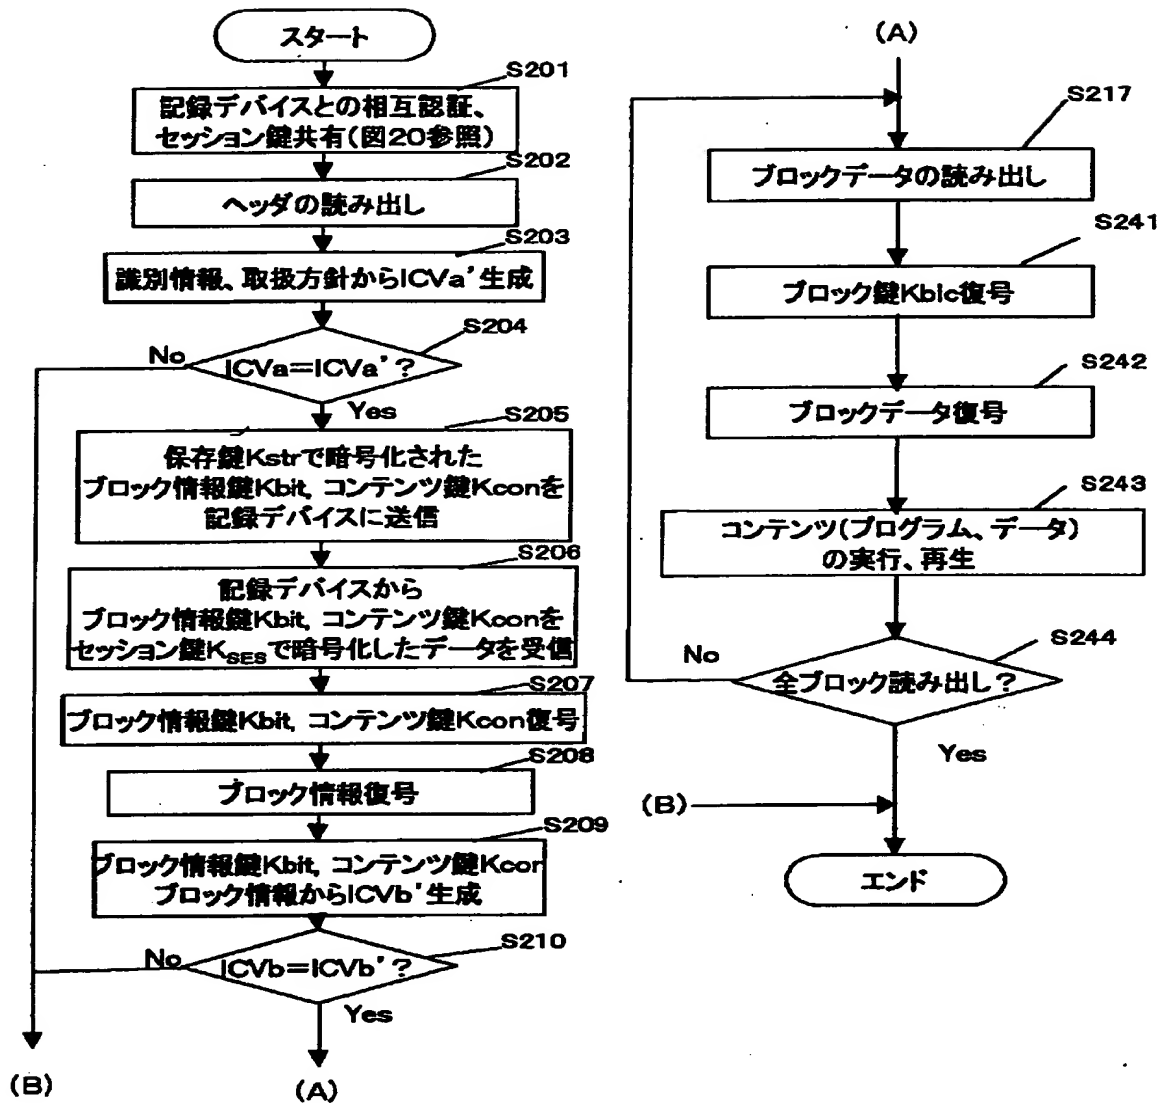 スタート
S201
記録デバイスとの相互認証、
セッション鍵共有(図20参照)
S202
ヘッダの読み出し
S203
識別情報、取扱方針からICVa'生成
S204
ICVa=ICVa'?
No
Yes
S205
保存鍵Kstrで暗号化された
ブロック情報鍵Kbit, コンテンツ鍵Kconを
記録デバイスに送信
S206
記録デバイスから
ブロック情報鍵Kbit, コンテンツ鍵Kconを
セッション鍵KSESで暗号化したデータを受信
S207
ブロック情報鍵Kbit, コンテンツ鍵Kcon復号
S208
ブロック情報復号
S209
ブロック情報鍵Kbit, コンテンツ鍵Kcon
ブロック情報からICVb'生成
S210
ICVb=ICVb'?
No
Yes
(B)
(A)
(A)
S217
ブロックデータの読み出し
S241
ブロック鍵Kblc復号
S242
ブロックデータ復号
S243
コンテンツ(プログラム、データ)
の実行、再生
S244
全ブロック読み出し?
No
Yes
(B)
エンド